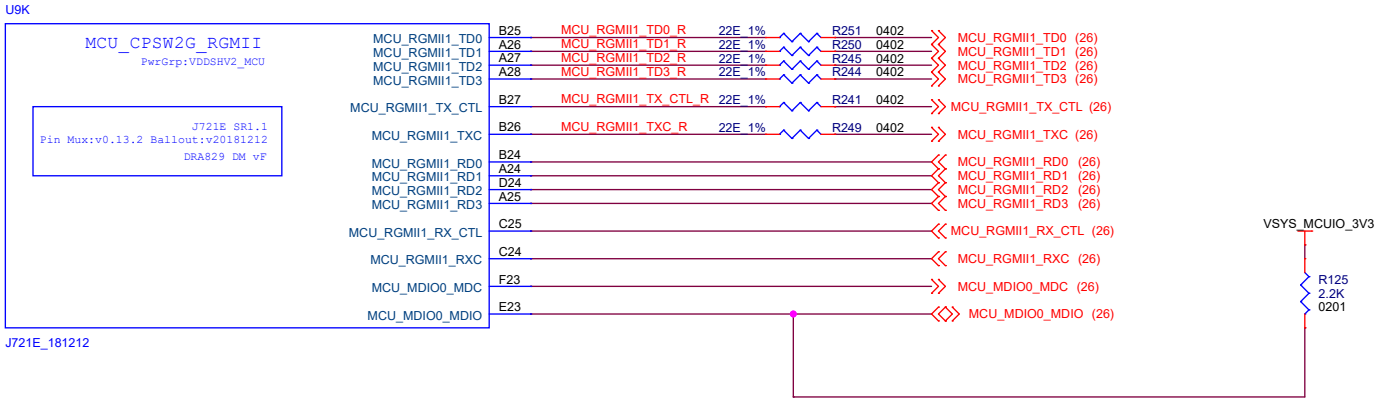 U9K
MCU_CPSW2G_RGMII
PwrGrp:VDDSHV2_MCU
J721E SR1.1
Pin Mux:v0.13.2 Ballout:v20181212
DRA829 DM vF
MCU_RGMII1_TD0 B25 MCU_RGMII1_TD0_R 22E_1% R251 0402 MCU_RGMII1_TD0 (26)
MCU_RGMII1_TD1 A26 MCU_RGMII1_TD1_R 22E_1% R250 0402 MCU_RGMII1_TD1 (26)
MCU_RGMII1_TD2 A27 MCU_RGMII1_TD2_R 22E_1% R245 0402 MCU_RGMII1_TD2 (26)
MCU_RGMII1_TD3 A28 MCU_RGMII1_TD3_R 22E_1% R244 0402 MCU_RGMII1_TD3 (26)
MCU_RGMII1_TX_CTL B27 MCU_RGMII1_TX_CTL_R 22E_1% R241 0402 MCU_RGMII1_TX_CTL (26)
MCU_RGMII1_TXC B26 MCU_RGMII1_TXC_R 22E_1% R249 0402 MCU_RGMII1_TXC (26)
MCU_RGMII1_RD0 B24 MCU_RGMII1_RD0 (26)
MCU_RGMII1_RD1 A24 MCU_RGMII1_RD1 (26)
MCU_RGMII1_RD2 D24 MCU_RGMII1_RD2 (26)
MCU_RGMII1_RD3 A25 MCU_RGMII1_RD3 (26)
MCU_RGMII1_RX_CTL C25 MCU_RGMII1_RX_CTL (26)
MCU_RGMII1_RXC C24 MCU_RGMII1_RXC (26)
MCU_MDIO0_MDC F23 MCU_MDIO0_MDC (26)
MCU_MDIO0_MDIO E23 MCU_MDIO0_MDIO (26)
J721E_181212
VSYS_MCUIO_3V3
R125
2.2K
0201